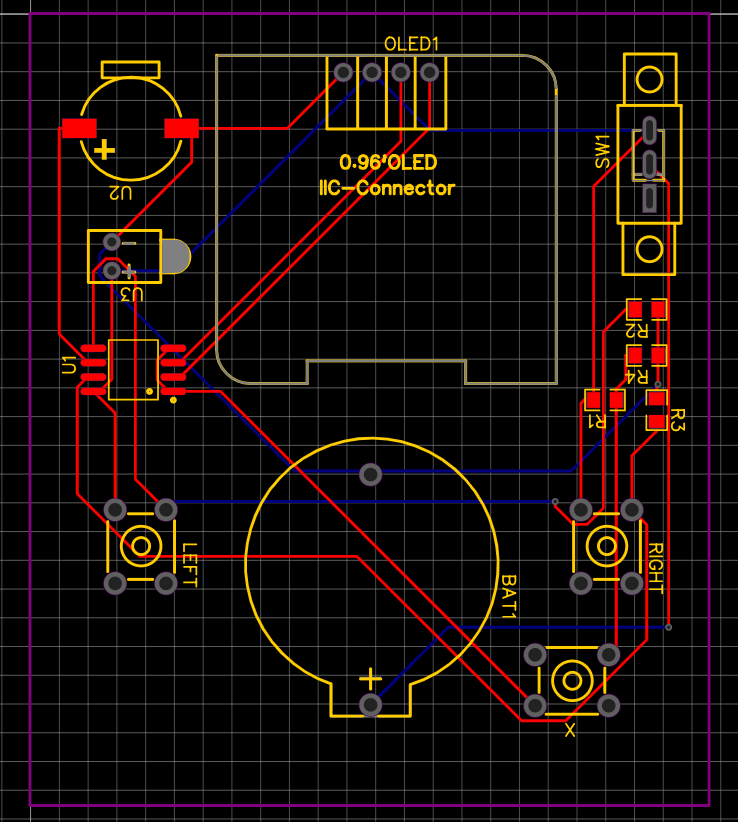 OLED1
0.96'OLED
IIC-Connector
SW1
+
U2
−
+
U3
U1
R2
R4
R1
R3
LEFT
RIGHT
BAT1
+
X